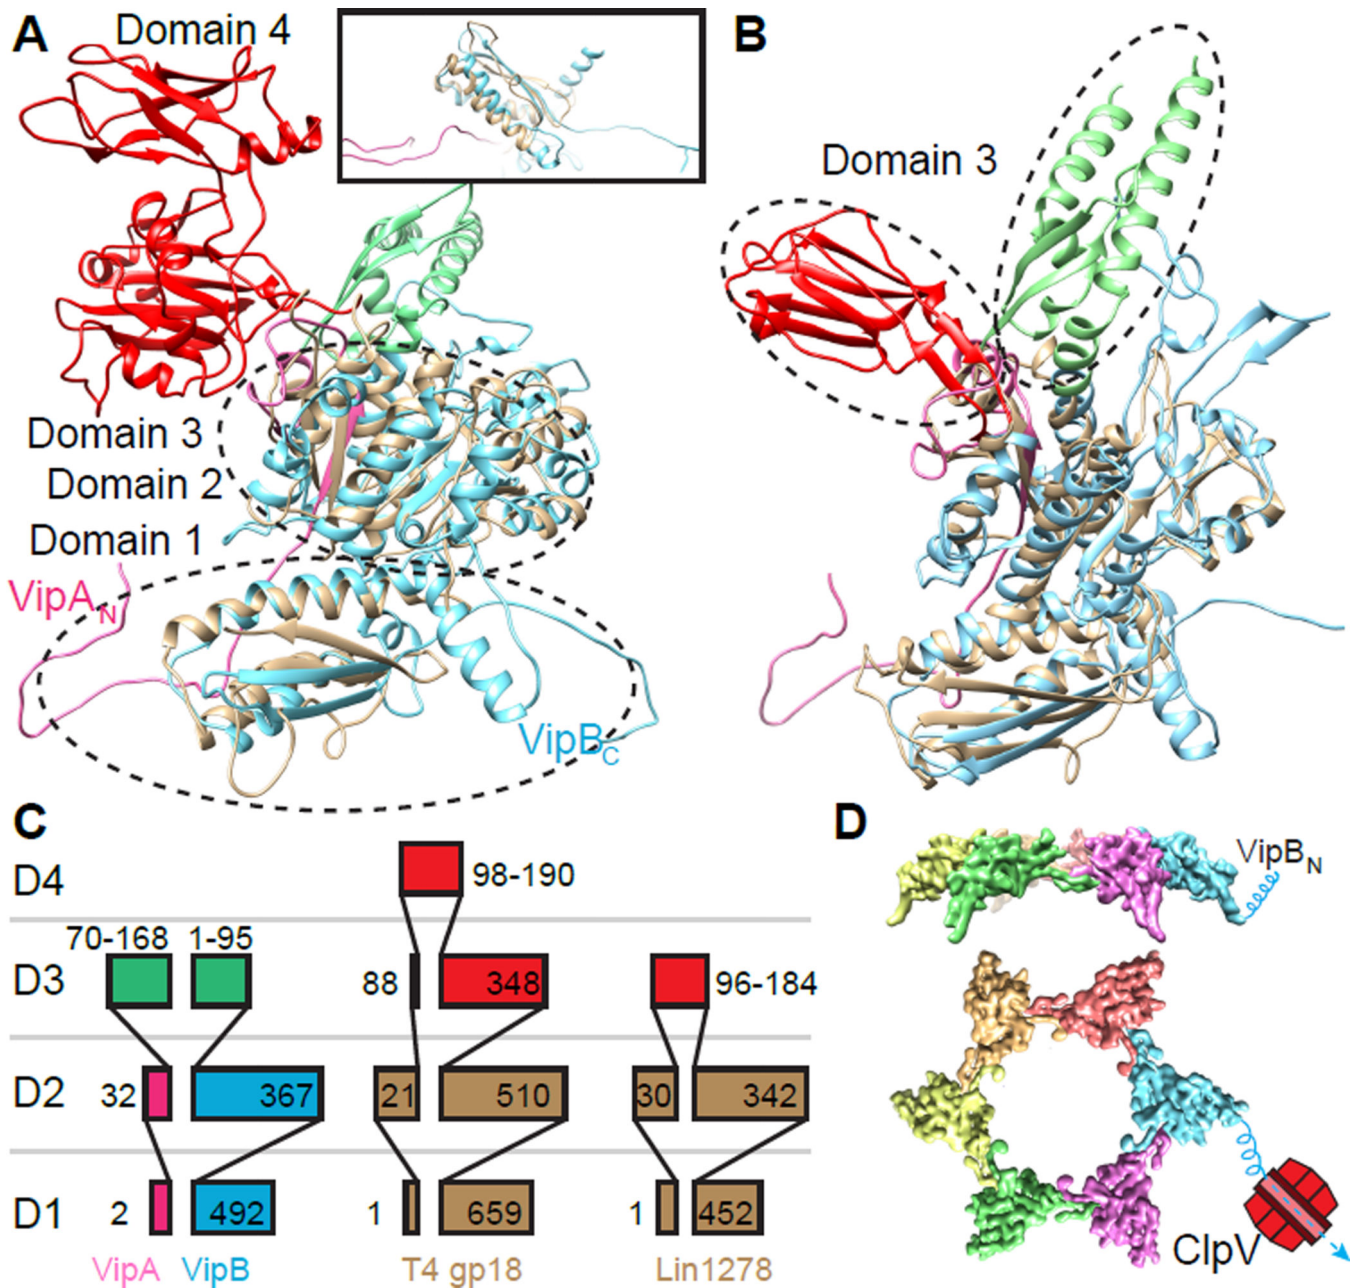 A
Domain 4
B
Domain 3
Domain 3
Domain 2
Domain 1
VipAN
VipBC
C
D
D4
98-190
VipBN
70-168 1-95
D3
88
348
96-184
D2
32
367
21
510
30
342
D1
2
492
1
659
1
452
ClpV
VipA VipB T4 gp18 Lin1278